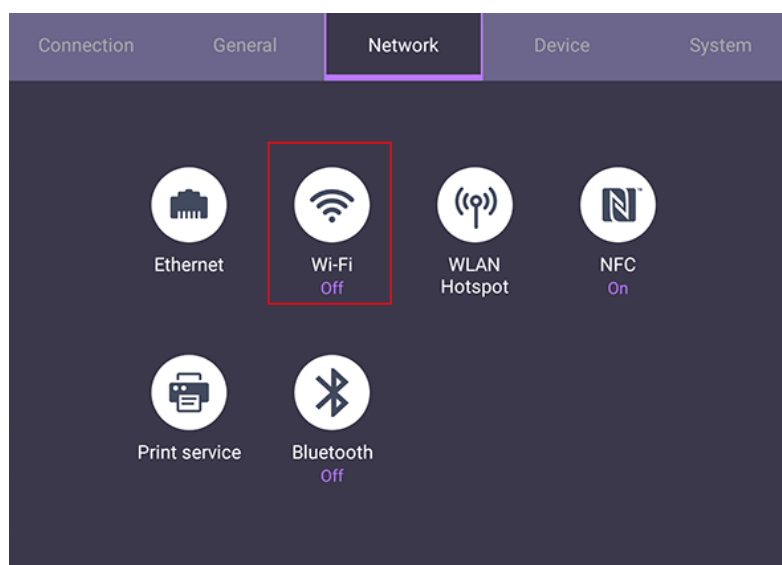 Connection General Network Device System
Ethernet Wi-Fi WLAN NFC
Off Hotspot On
Print service Bluetooth
Off